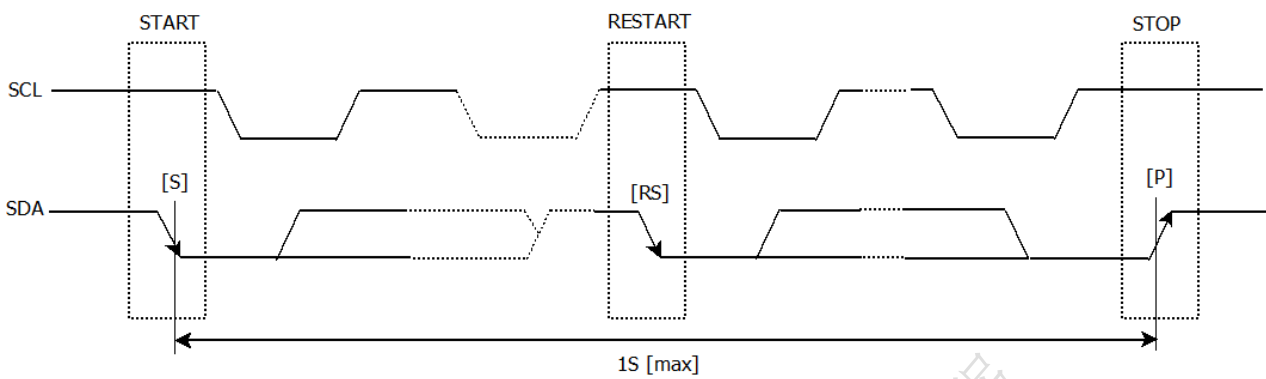 START
RESTART
STOP
SCL
[S]
[RS]
[P]
SDA
1S [max]